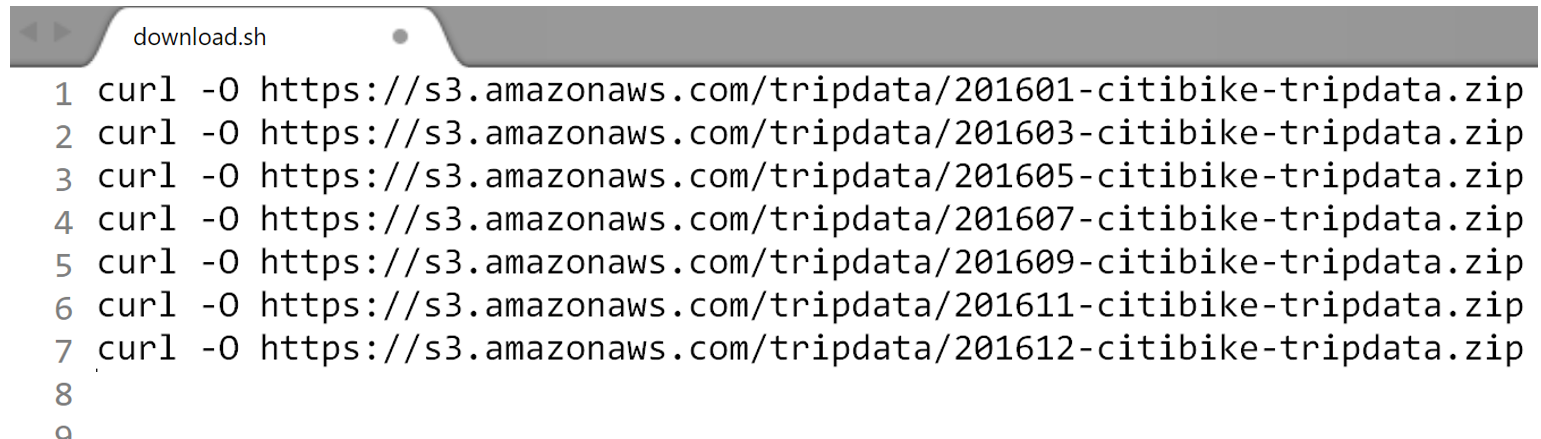 download.sh
1 curl -O https://s3.amazonaws.com/tripdata/201601-citibike-tripdata.zip
2 curl -O https://s3.amazonaws.com/tripdata/201603-citibike-tripdata.zip
3 curl -O https://s3.amazonaws.com/tripdata/201605-citibike-tripdata.zip
4 curl -O https://s3.amazonaws.com/tripdata/201607-citibike-tripdata.zip
5 curl -O https://s3.amazonaws.com/tripdata/201609-citibike-tripdata.zip
6 curl -O https://s3.amazonaws.com/tripdata/201611-citibike-tripdata.zip
7 curl -O https://s3.amazonaws.com/tripdata/201612-citibike-tripdata.zip
8
9